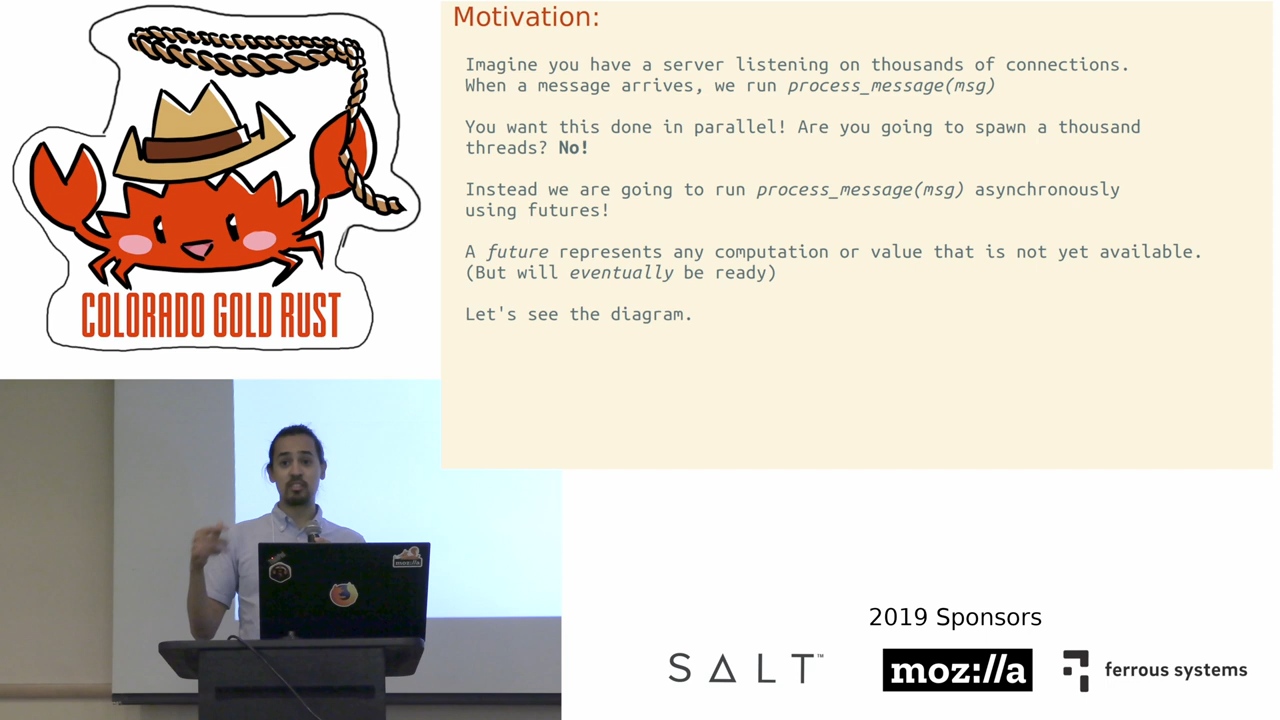 Motivation:
Imagine you have a server listening on thousands of connections.
When a message arrives, we run process_message(msg)
You want this done in parallel! Are you going to spawn a thousand
threads? No!
Instead we are going to run process_message(msg) asynchronously
using futures!
A future represents any computation or value that is not yet available.
(But will eventually be ready)
Let's see the diagram.
COLORADO GOLD RUST
moz://a
2019 Sponsors
SALT™
moz://a
ferrous systems